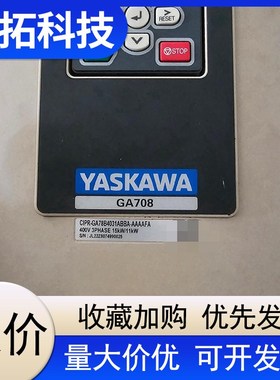 拓科技
RESET
STOP
YASKAWA
GA708
CIPR-GA78B4031ABBA-AAAAFA
400V 3PHASE 15kW/11kW
价
收藏加购 优先发
量大价优 可开发